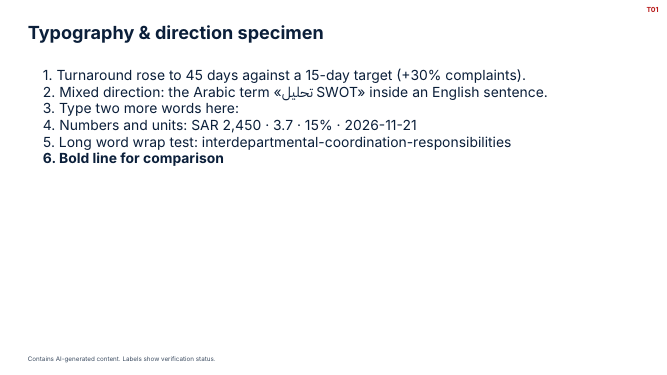 T01
Typography & direction specimen
1. Turnaround rose to 45 days against a 15-day target (+30% complaints).
2. Mixed direction: the Arabic term «تحليل SWOT» inside an English sentence.
3. Type two more words here:
4. Numbers and units: SAR 2,450 · 3.7 · 15% · 2026-11-21
5. Long word wrap test: interdepartmental-coordination-responsibilities
6. Bold line for comparison
Contains AI-generated content. Labels show verification status.